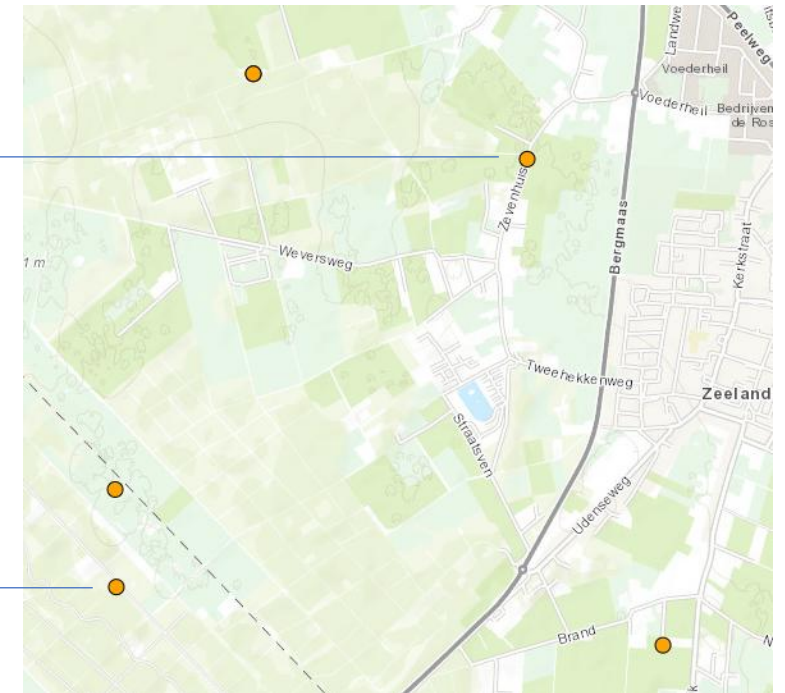 Landwe
Peelweg
Voederheil
Voederheil
Bedrijven
de Ros
Zevenhuis
Bergmaas
Kerkstraat
Weversweg
1 m
Tweehekkenweg
Zeeland
Straatsven
Udenseweg
Brand
N
k